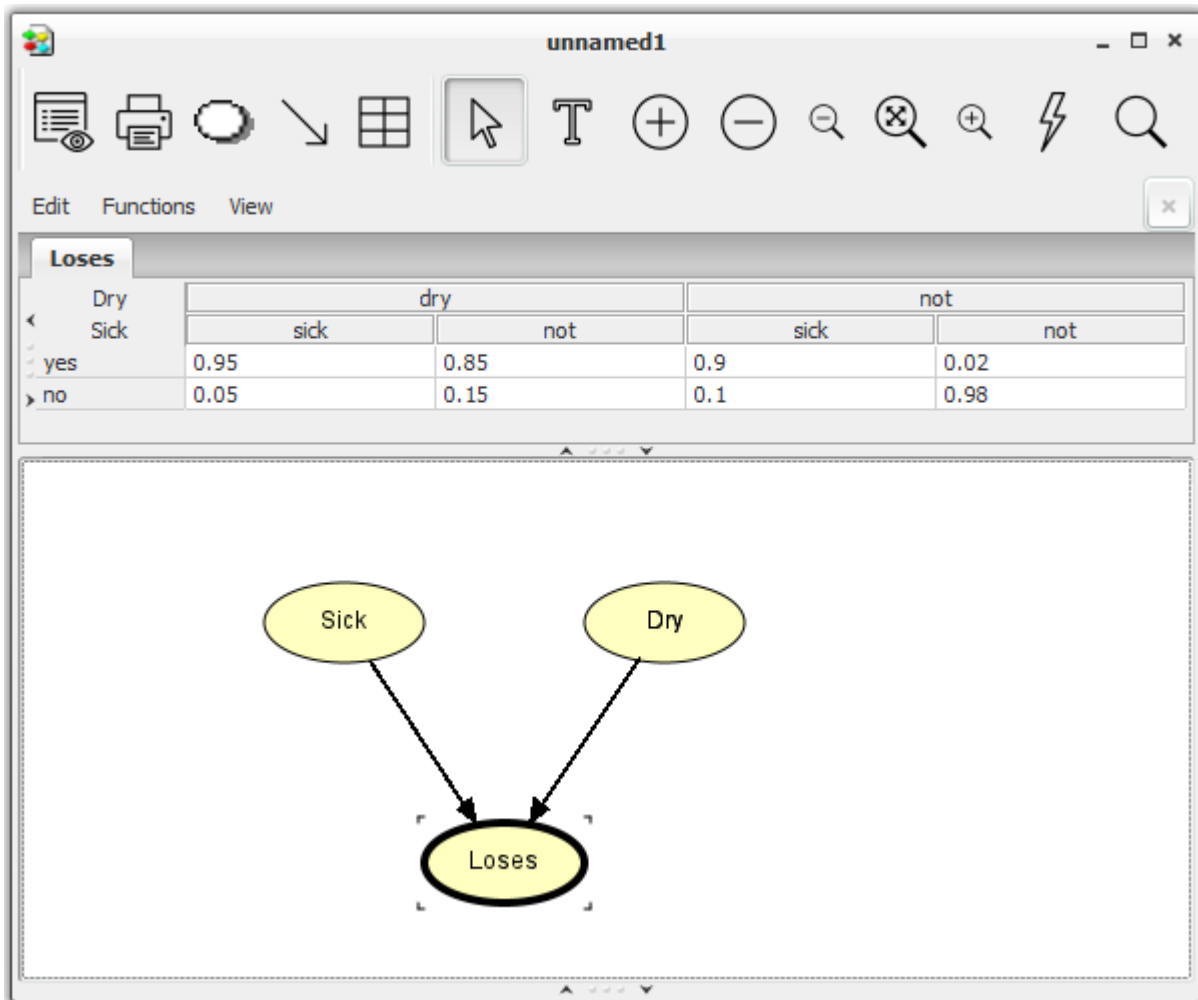 unnamed1
T
Edit Functions View
Loses
Dry dry not
Sick sick not sick not
yes 0.95 0.85 0.9 0.02
no 0.05 0.15 0.1 0.98
Sick Dry
Loses